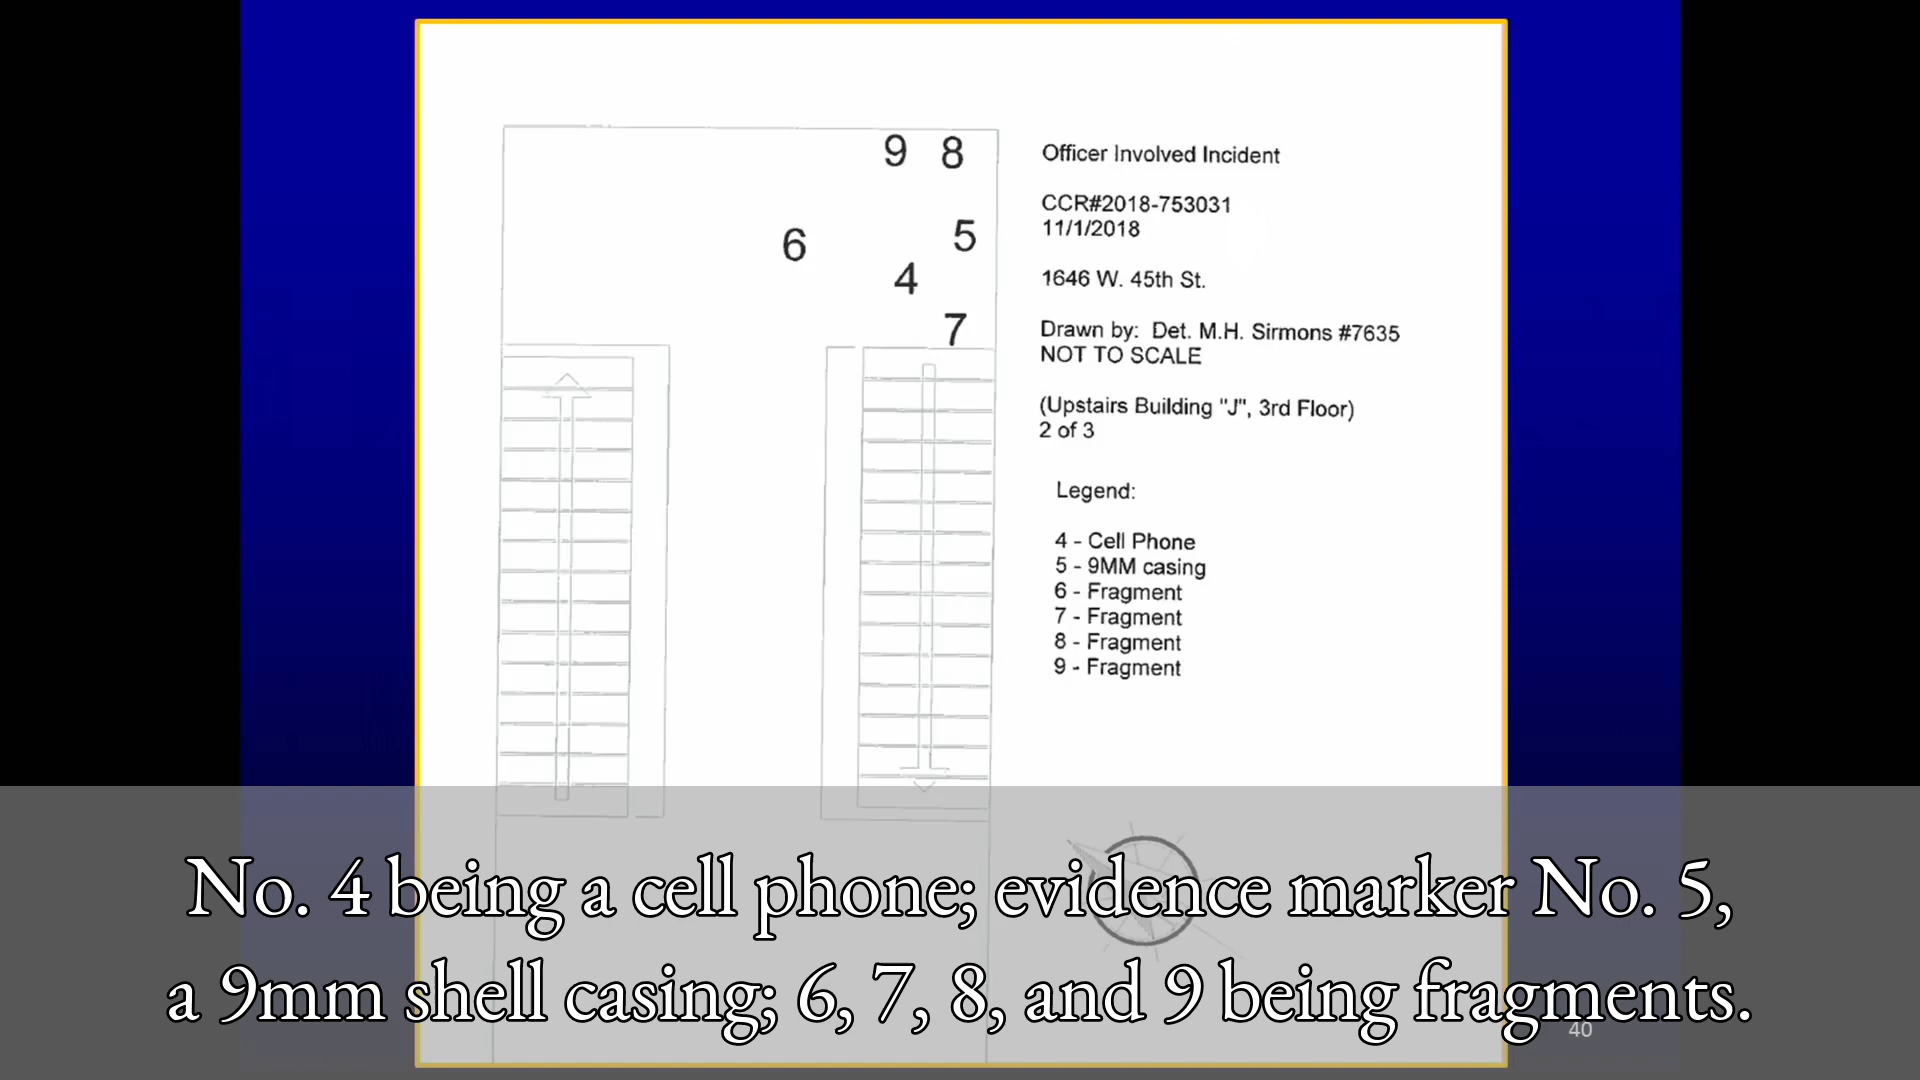 9 8
6
5
4
7
Officer Involved Incident
CCR#2018-753031
11/1/2018
1646 W. 45th St.
Drawn by: Det. M.H. Sirmons #7635
NOT TO SCALE
(Upstairs Building "J", 3rd Floor)
2 of 3
Legend:
4 - Cell Phone
5 - 9MM casing
6 - Fragment
7 - Fragment
8 - Fragment
9 - Fragment
No. 4 being a cell phone; evidence marker No. 5,
a 9mm shell casing; 6, 7, 8, and 9 being fragments.
40